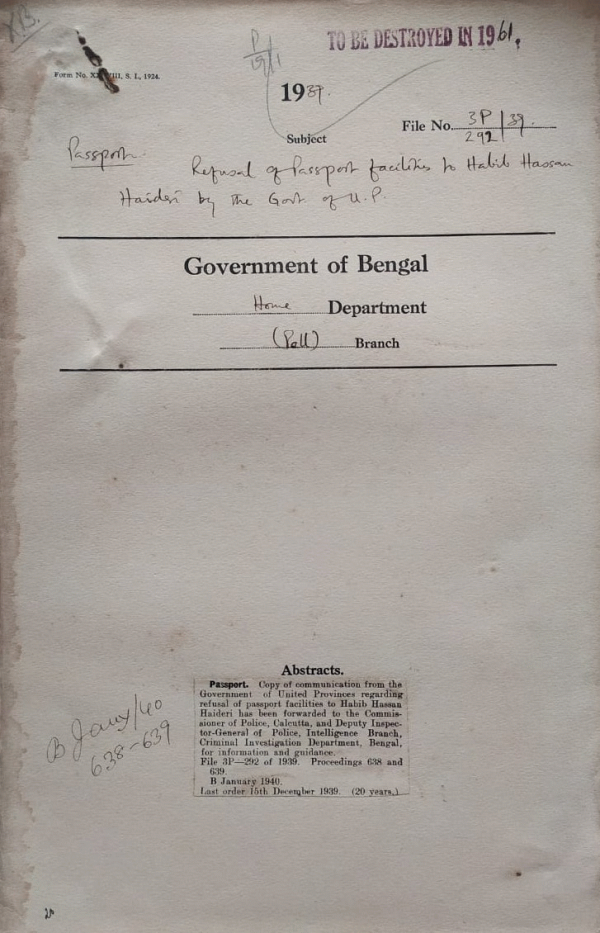 TO BE DESTROYED IN 1961.
Form No. XXVIII, S. I., 1924.
1939.
File No. 3P/292 39.
Subject
Passport. Refusal of Passport facilities to Habib Hassan
Haideri by the Govt of U.P.
Government of Bengal
Home Department
(Poll) Branch
Abstracts.
Passport. Copy of communication from the
Government of United Provinces regarding
refusal of passport facilities to Habib Hassan
Haideri has been forwarded to the Commis-
sioner of Police, Calcutta, and Deputy Inspec-
tor-General of Police, Intelligence Branch,
Criminal Investigation Department, Bengal,
for information and guidance.
File 3P—292 of 1939. Proceedings 638 and
639.
B January 1940.
Last order 15th December 1939. (20 years.)
B Jany/40
638-639